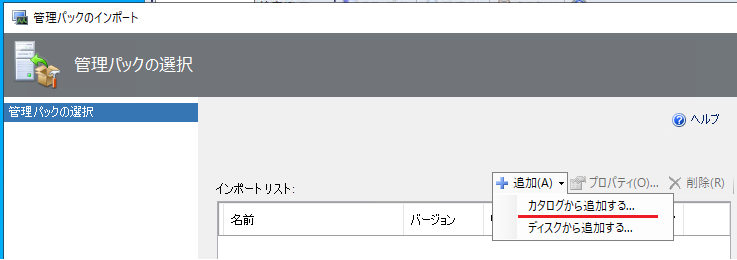 管理パックのインポート
管理パックの選択
管理パックの選択
ヘルプ
追加(A) プロパティ(O)... 削除(R)
インポートリスト:
カタログから追加する...
名前 バージョン
ディスクから追加する...